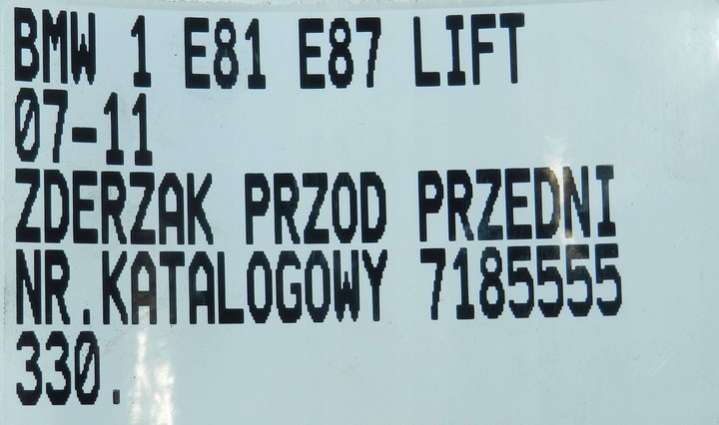 BMW 1 E81 E87 LIFT
07-11
ZDERZAK PRZOD PRZEDNI
NR.KATALOGOWY 7185555
330.